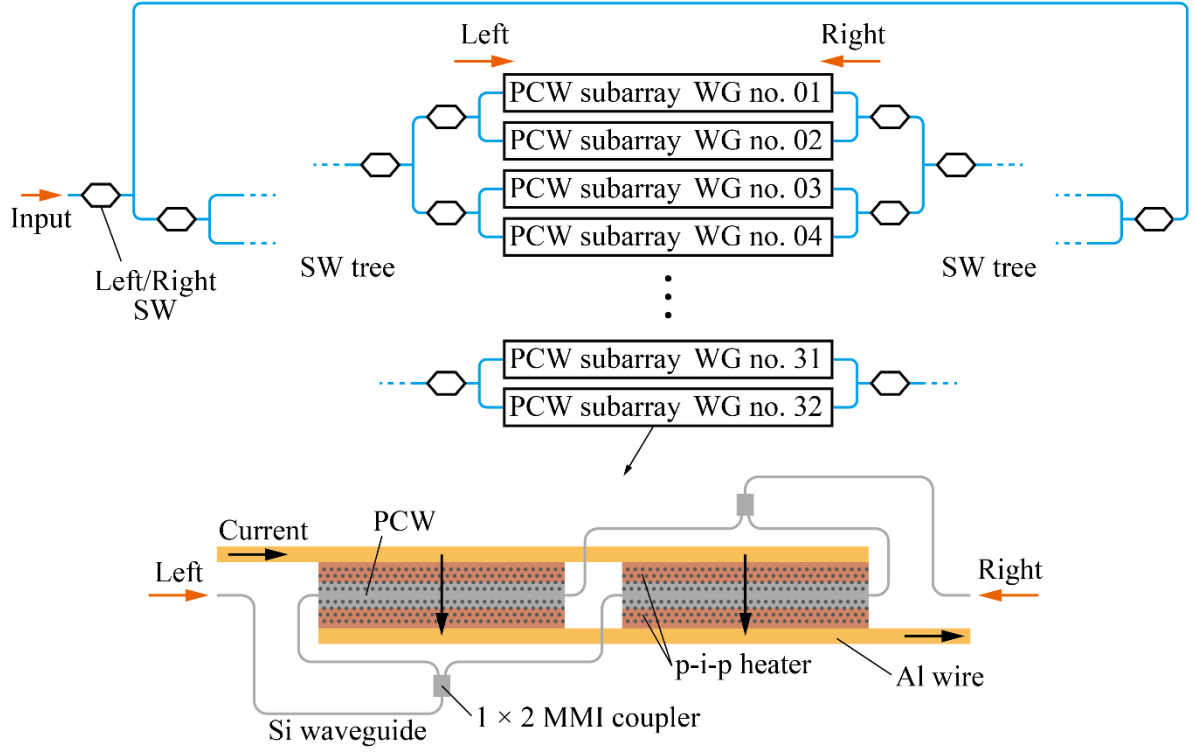 Left
Right
PCW subarray WG no. 01
PCW subarray WG no. 02
PCW subarray WG no. 03
PCW subarray WG no. 04
Input
Left/Right
SW
SW tree
SW tree
PCW subarray WG no. 31
PCW subarray WG no. 32
Current
PCW
Left
Right
p-i-p heater
Al wire
Si waveguide
1 × 2 MMI coupler